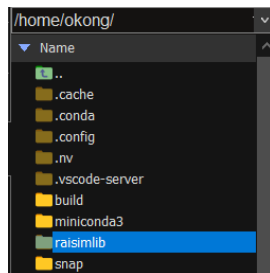 /home/okong/
Name
..
.cache
.conda
.config
.nv
.vscode-server
build
miniconda3
raisimlib
snap